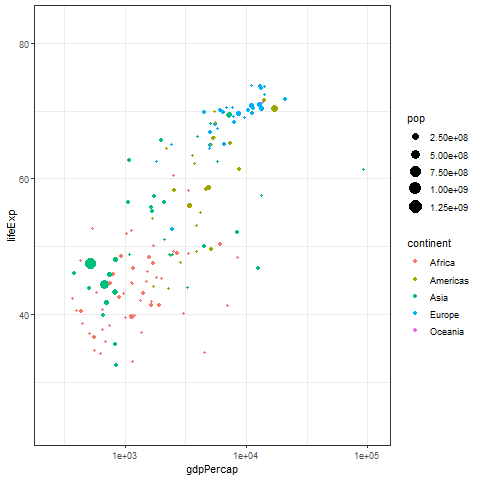 80
60
40
lifeExp
1e+03
1e+04
1e+05
gdpPercap
pop
2.50e+08
5.00e+08
7.50e+08
1.00e+09
1.25e+09
continent
Africa
Americas
Asia
Europe
Oceania